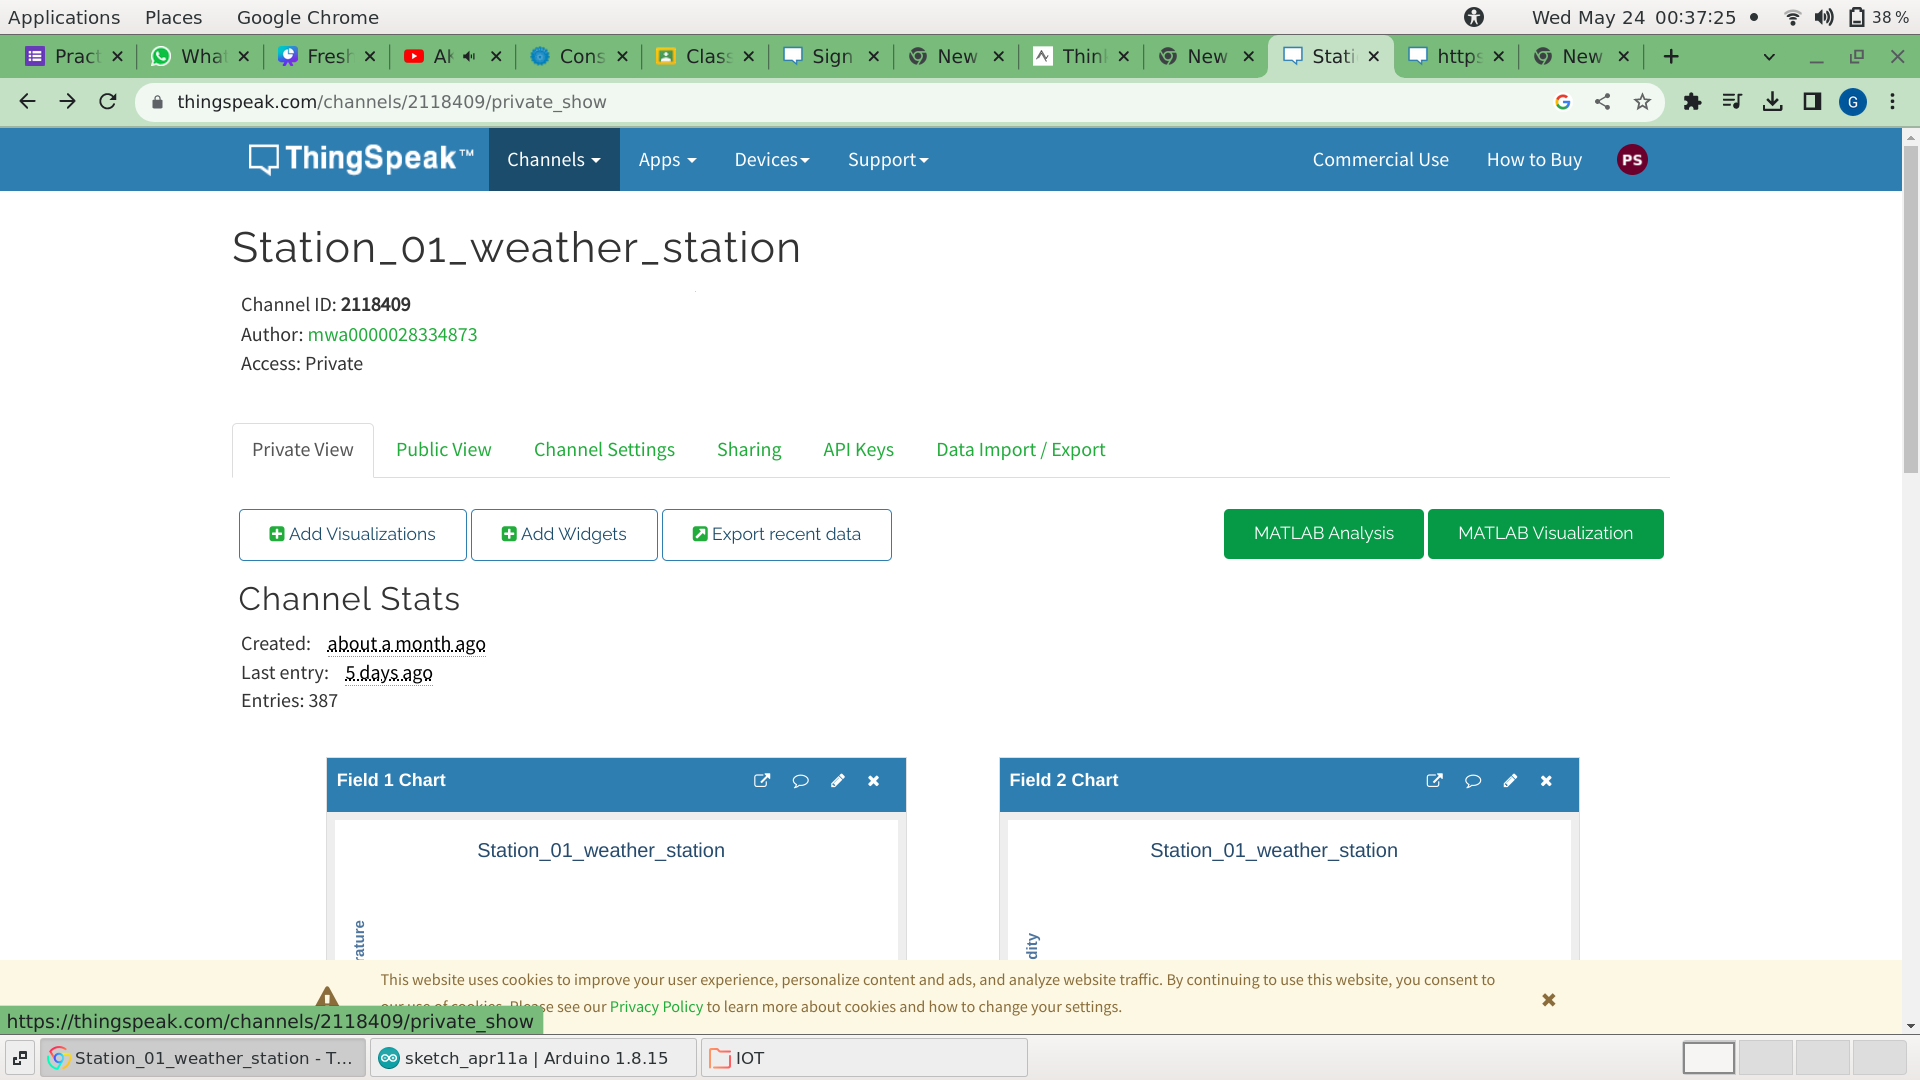 Applications Places Google Chrome Wed May 24 00:37:25 38 %
Pract What Fresh Ak Cons Class Sign New Thin New Stati https New
thingspeak.com/channels/2118409/private_show G
ThingSpeak™ Channels Apps Devices Support Commercial Use How to Buy PS
Station_01_weather_station
Channel ID: 2118409
Author: mwa0000028334873
Access: Private
Private View Public View Channel Settings Sharing API Keys Data Import / Export
Add Visualizations Add Widgets Export recent data MATLAB Analysis MATLAB Visualization
Channel Stats
Created: about a month ago
Last entry: 5 days ago
Entries: 387
Field 1 Chart Field 2 Chart
Station_01_weather_station Station_01_weather_station
rature dity
This website uses cookies to improve your user experience, personalize content and ads, and analyze website traffic. By continuing to use this website, you consent to
se see our Privacy Policy to learn more about cookies and how to change your settings.
https://thingspeak.com/channels/2118409/private_show
Station_01_weather_station - T... sketch_apr11a | Arduino 1.8.15 IOT